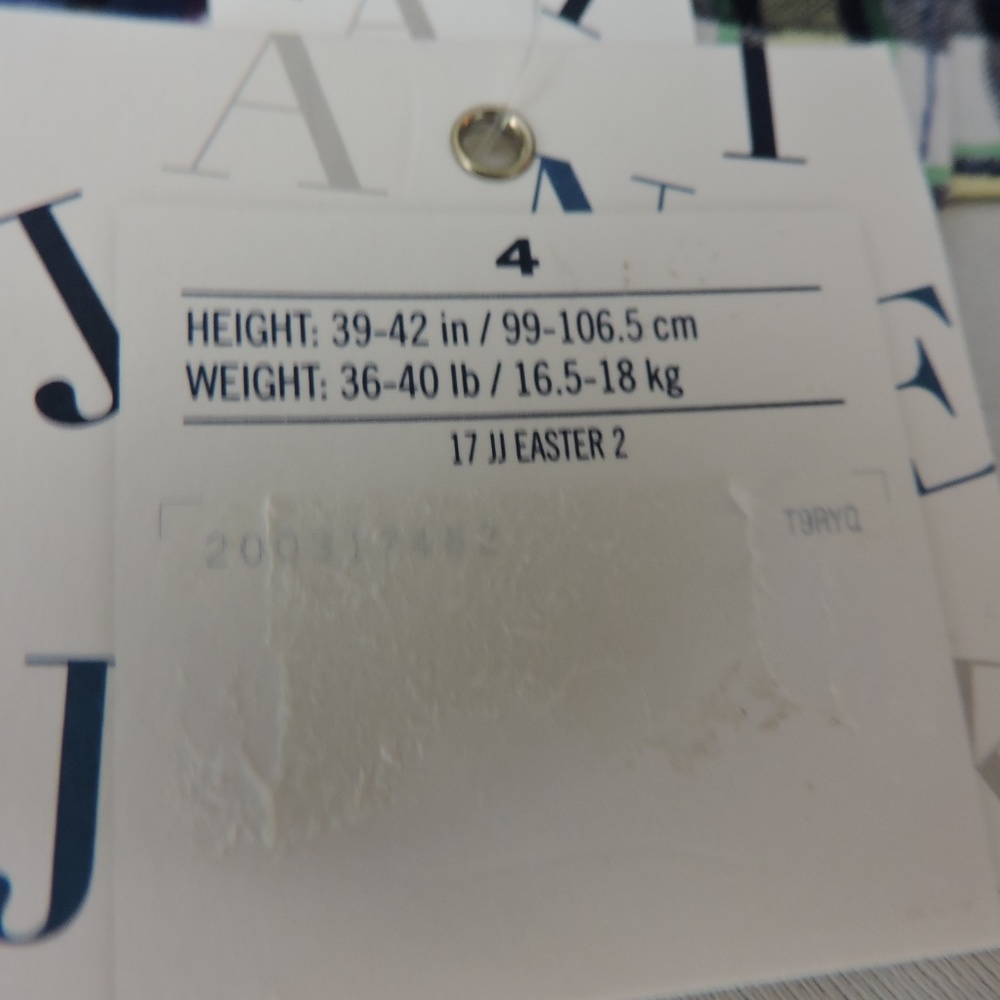 4
HEIGHT: 39-42 in / 99-106.5 cm
WEIGHT: 36-40 lb / 16.5-18 kg
17 JJ EASTER 2
200317482
T9RYQ